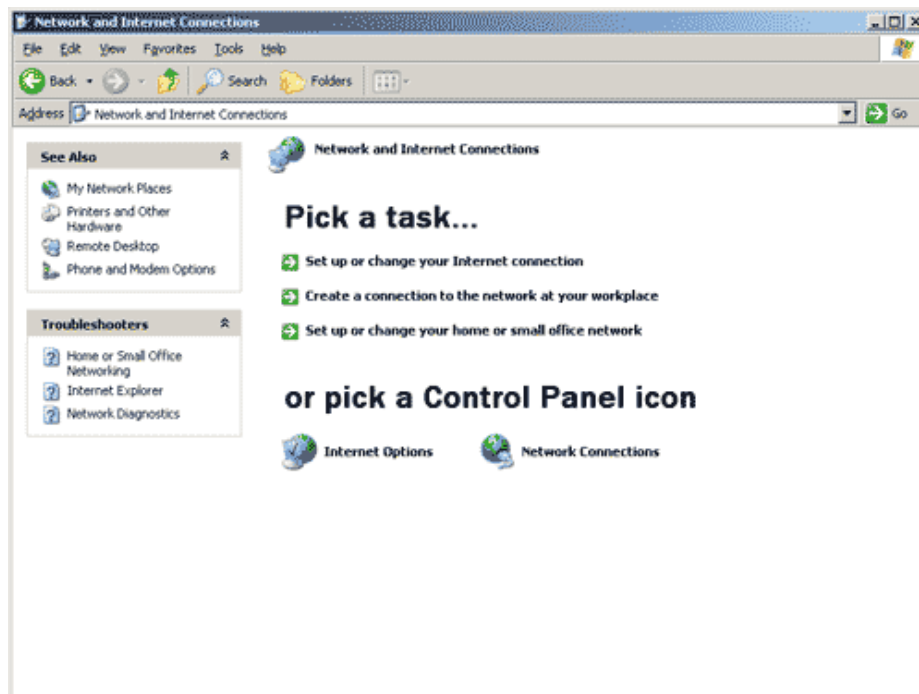 Network and Internet Connections
File Edit View Favorites Tools Help
Back Search Folders
Address Network and Internet Connections Go
See Also
My Network Places
Printers and Other
Hardware
Remote Desktop
Phone and Modem Options
Troubleshooters
Home or Small Office
Networking
Internet Explorer
Network Diagnostics
Network and Internet Connections
Pick a task...
Set up or change your Internet connection
Create a connection to the network at your workplace
Set up or change your home or small office network
or pick a Control Panel icon
Internet Options Network Connections